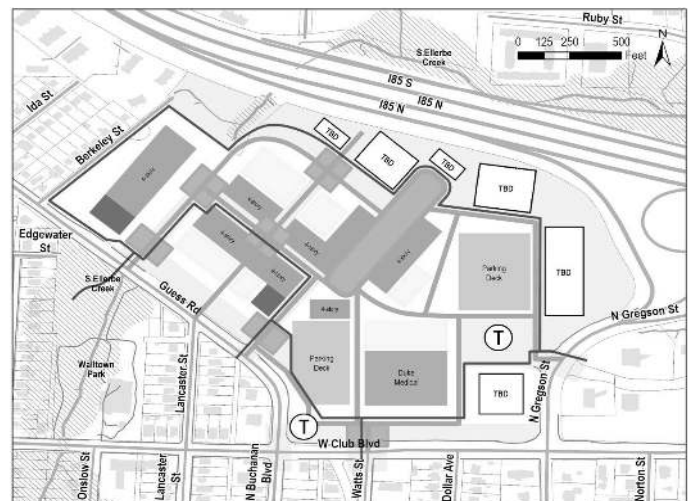 Ruby St
N
0 125 250 500
Feet
S.Ellerbe
Creek
I85 S
I85 N
I85 N
Ida St
Berkeley St
TBD
TBD
TBD
TBD
TBD
TBD
Parking
Deck
Edgewater
St
S.Ellerbe
Creek
Guess Rd
N Gregson St
T
Parking
Deck
Duke
Medical
Walltown
Park
Lancaster St
N Gregson St
T
W Club Blvd
Onslow St
Lancaster
St
N Buchanan
Blvd
Watts St
Dollar Ave
Norton St